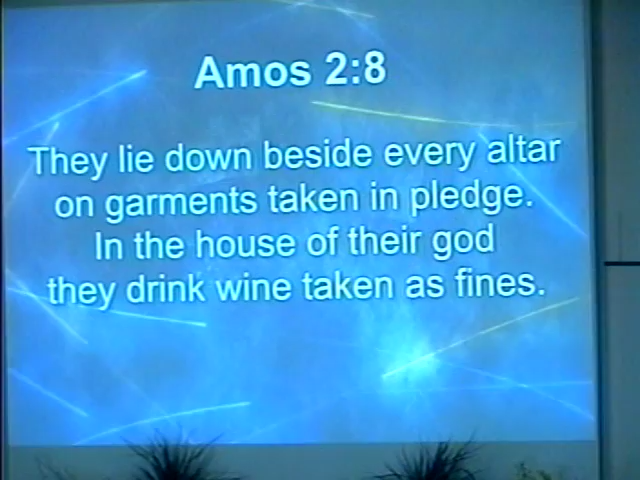 Amos 2:8
They lie down beside every altar
on garments taken in pledge.
In the house of their god
they drink wine taken as fines.